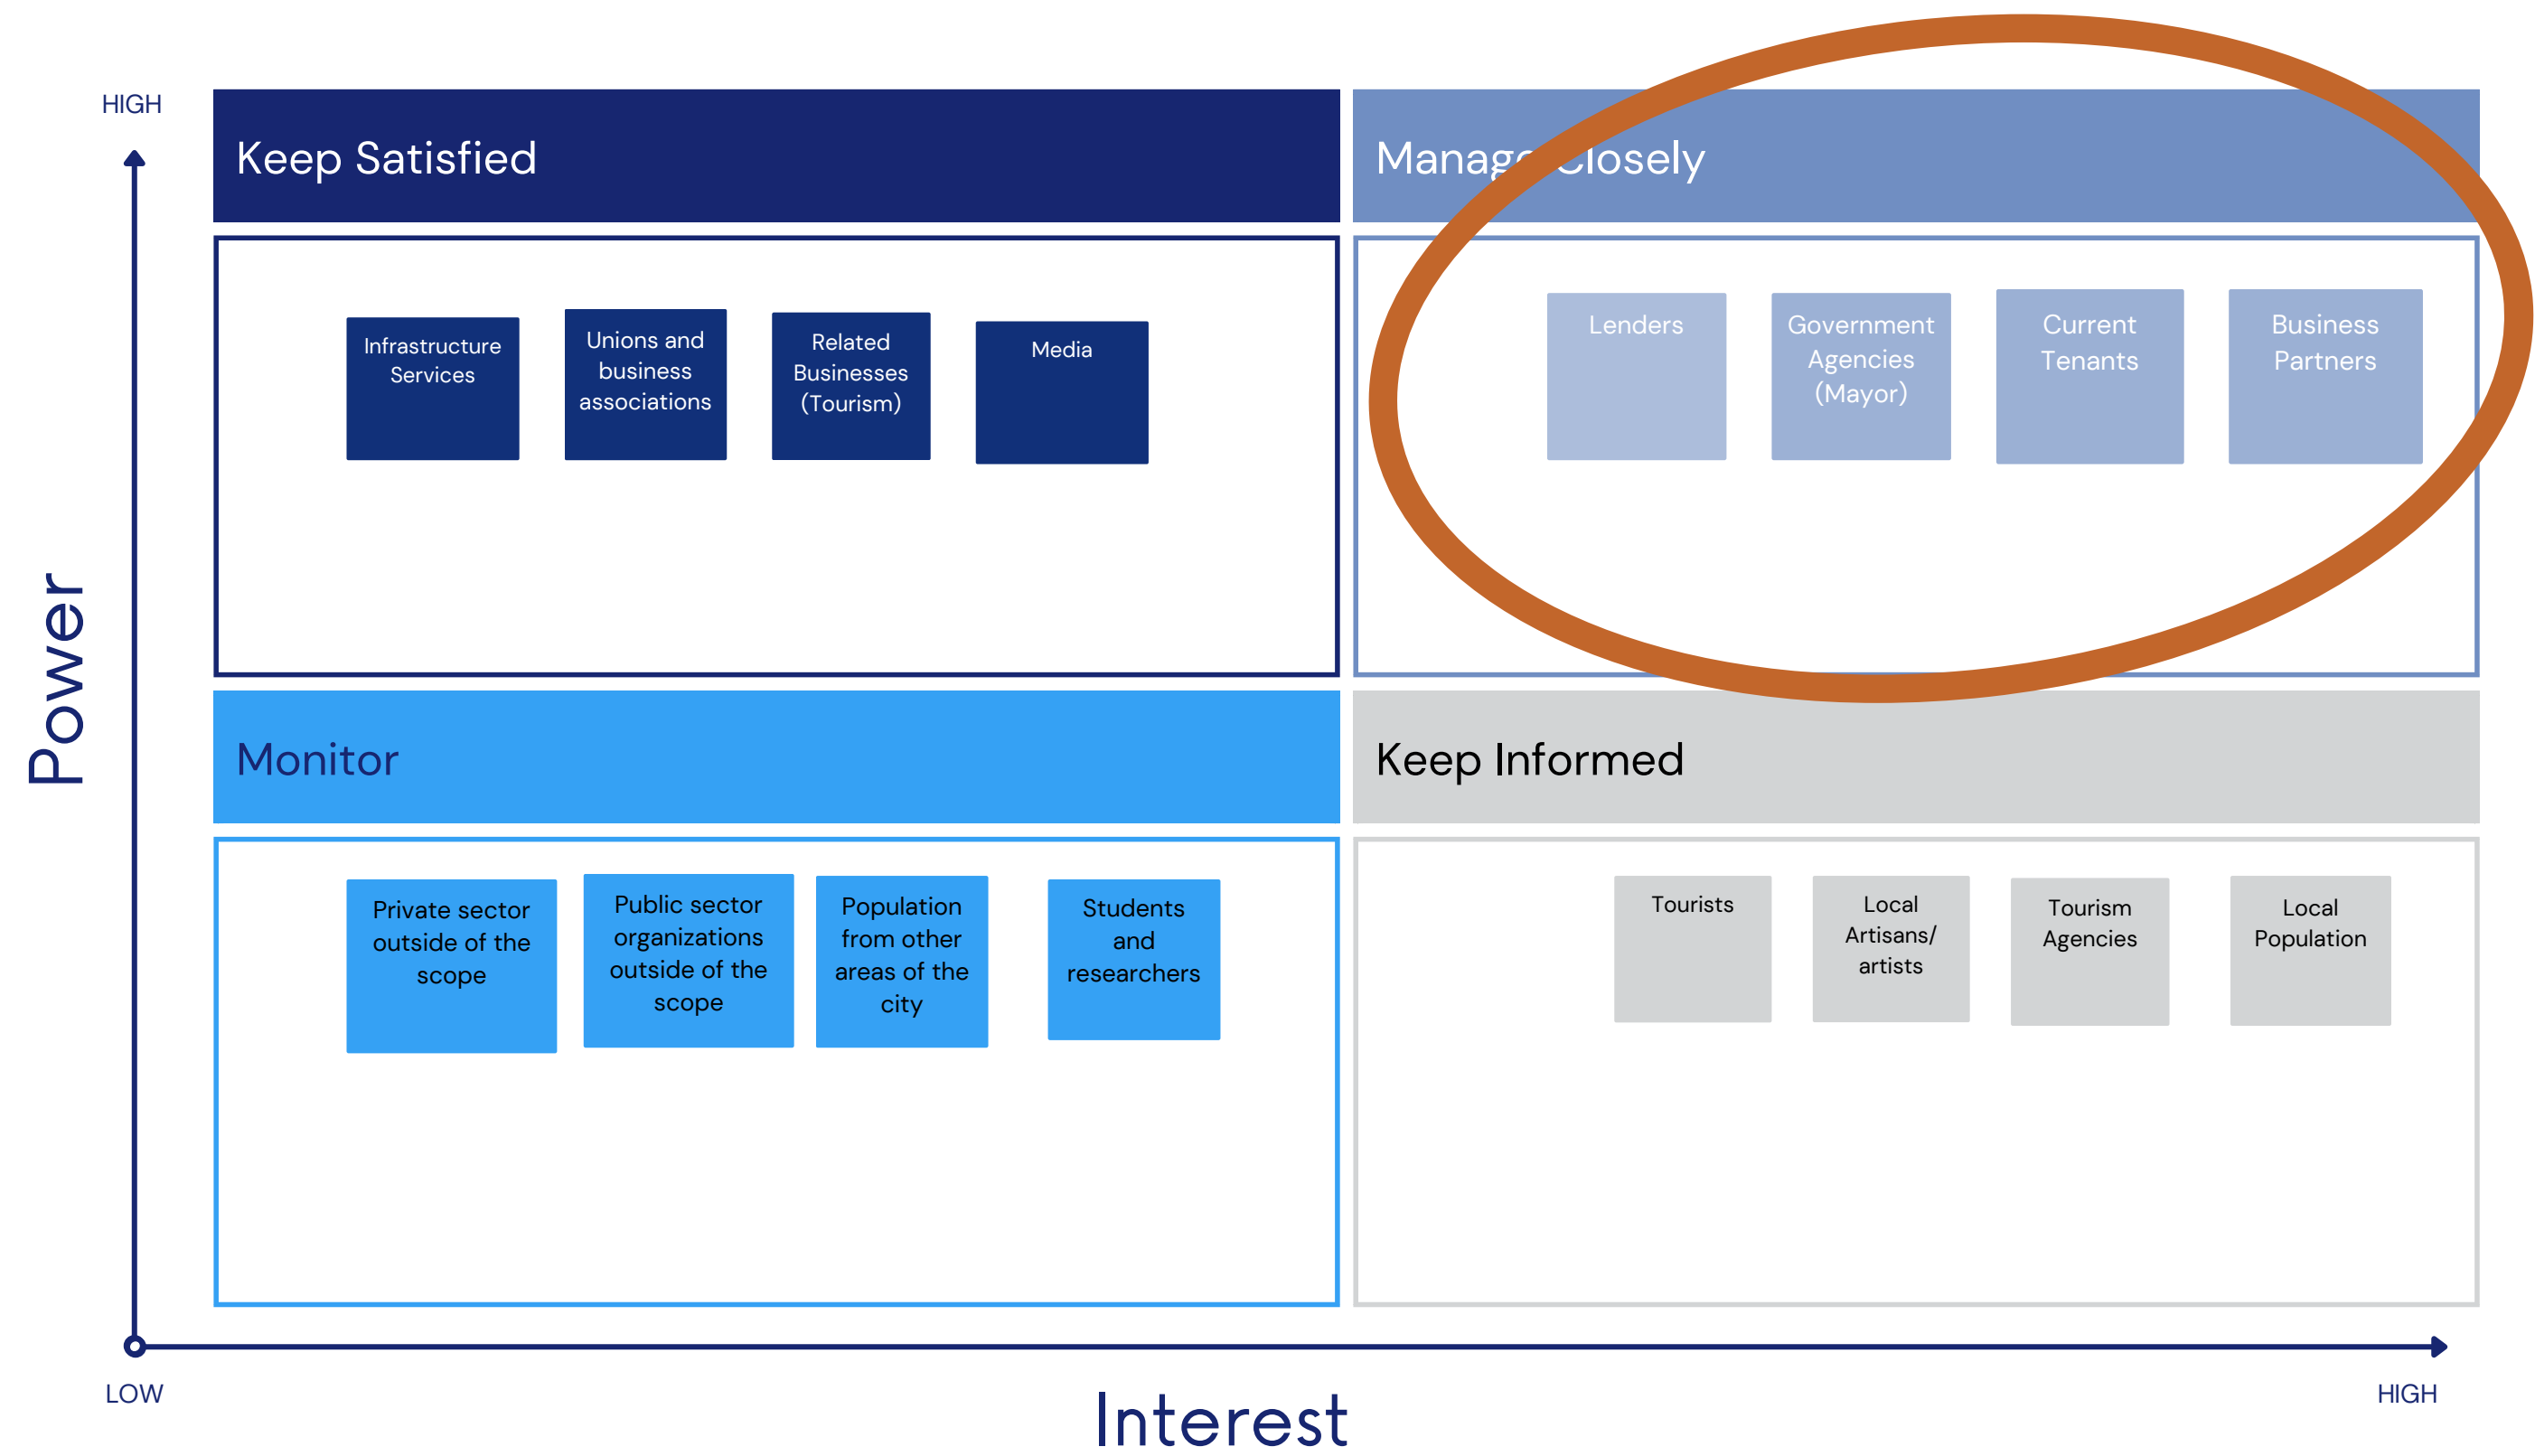 HIGH
Keep Satisfied
Manage Closely
Infrastructure
Services
Unions and
business
associations
Related
Businesses
(Tourism)
Media
Lenders
Government
Agencies
(Mayor)
Current
Tenants
Business
Partners
Power
Monitor
Keep Informed
Private sector
outside of the
scope
Public sector
organizations
outside of the
scope
Population
from other
areas of the
city
Students
and
researchers
Tourists
Local
Artisans/
artists
Tourism
Agencies
Local
Population
LOW
Interest
HIGH